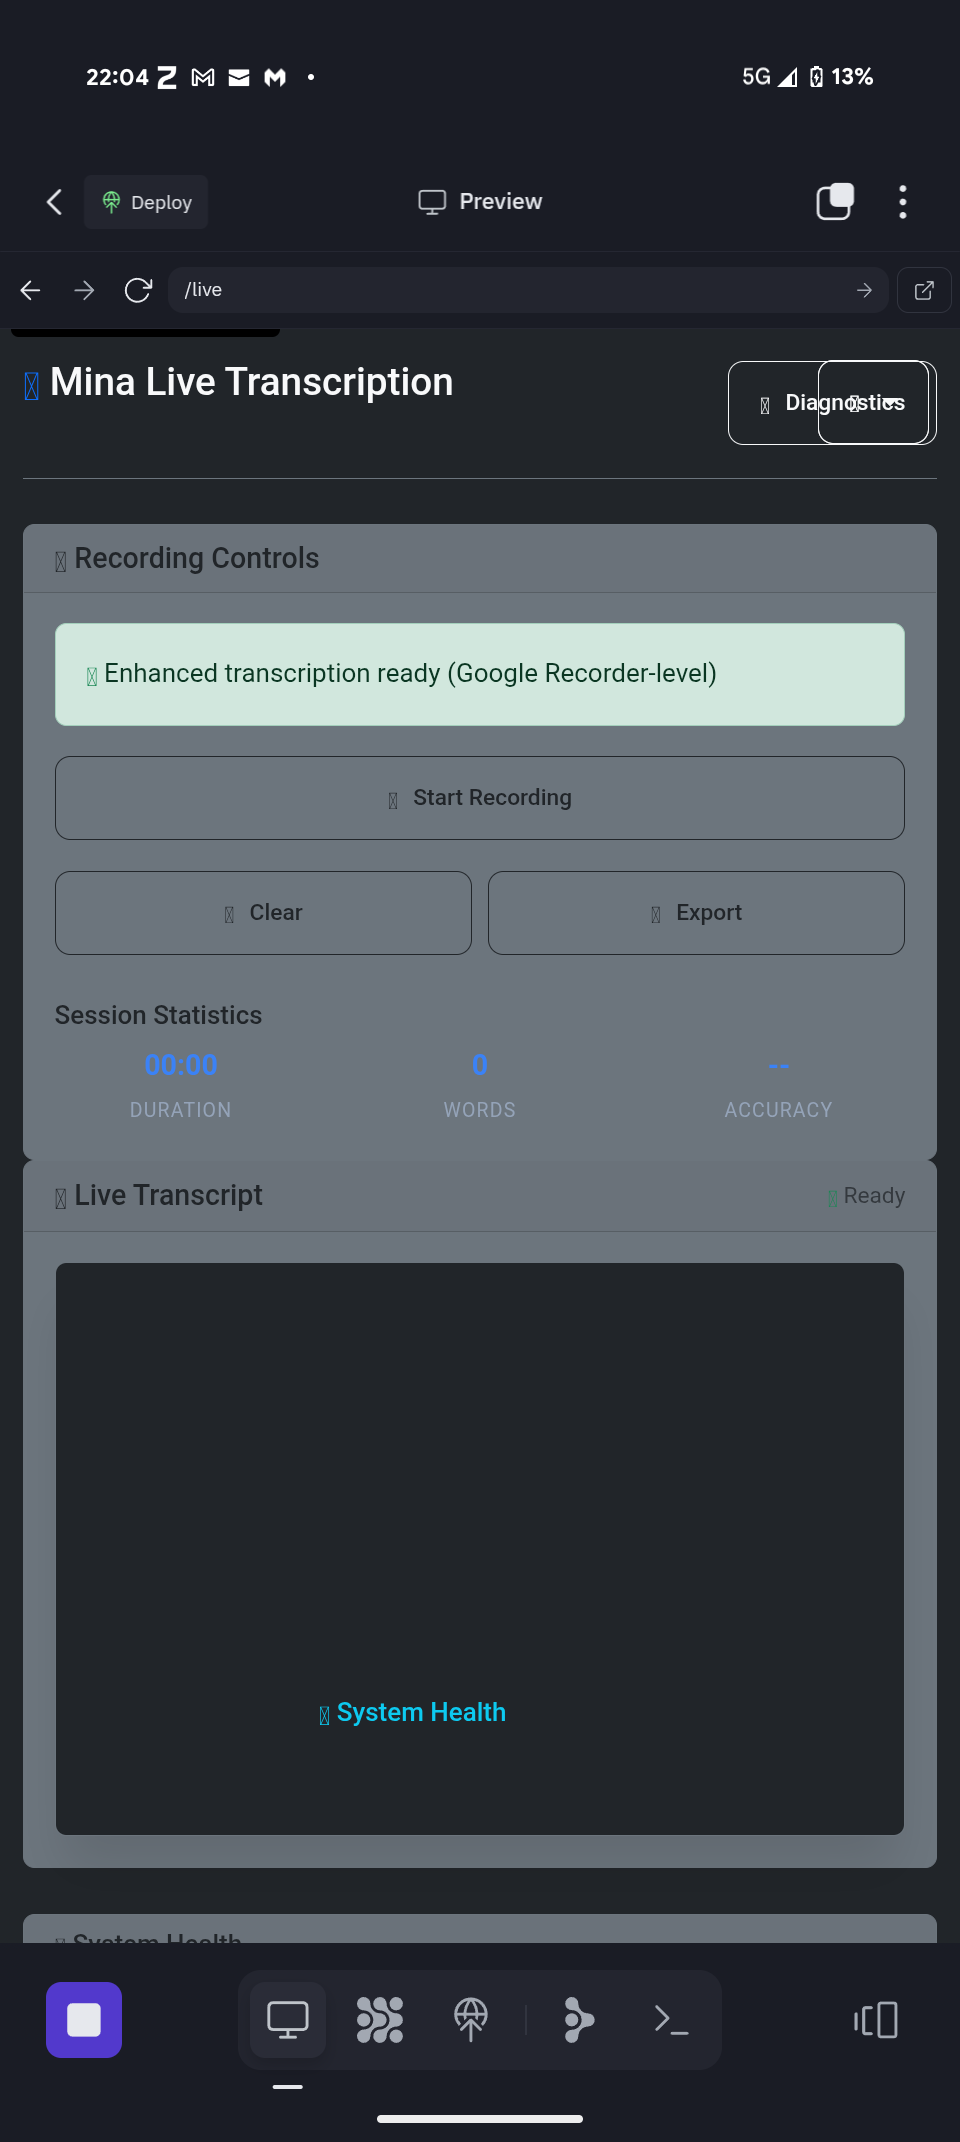 22:04
5G 13%
Deploy
Preview
/live
Mina Live Transcription
Diagnostics
Recording Controls
Enhanced transcription ready (Google Recorder-level)
Start Recording
Clear
Export
Session Statistics
00:00
0
--
DURATION
WORDS
ACCURACY
Live Transcript
Ready
System Health
System Health